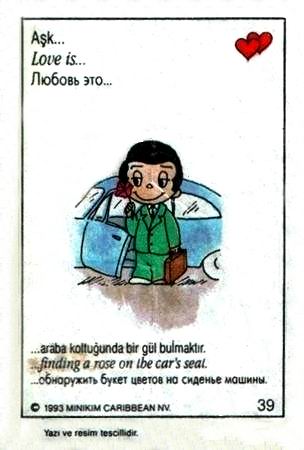 Aşk...
Love is...
Любовь это...
...araba koltuğunda bir gül bulmaktır.
...finding a rose on the car's seat.
...обнаружить букет цветов на сиденье машины.
© 1993 MINIKIM CARIBBEAN NV. 39
Yazı ve resim tescillidir.